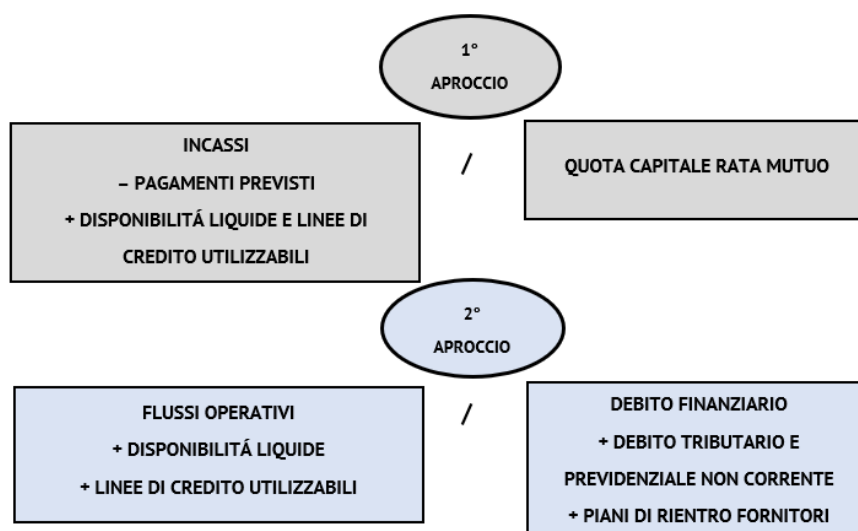 1°
APROCCIO
INCASSI
– PAGAMENTI PREVISTI
+ DISPONIBILITÁ LIQUIDE E LINEE DI
CREDITO UTILIZZABILI
/
QUOTA CAPITALE RATA MUTUO
2°
APROCCIO
FLUSSI OPERATIVI
+ DISPONIBILITÁ LIQUIDE
+ LINEE DI CREDITO UTILIZZABILI
/
DEBITO FINANZIARIO
+ DEBITO TRIBUTARIO E
PREVIDENZIALE NON CORRENTE
+ PIANI DI RIENTRO FORNITORI